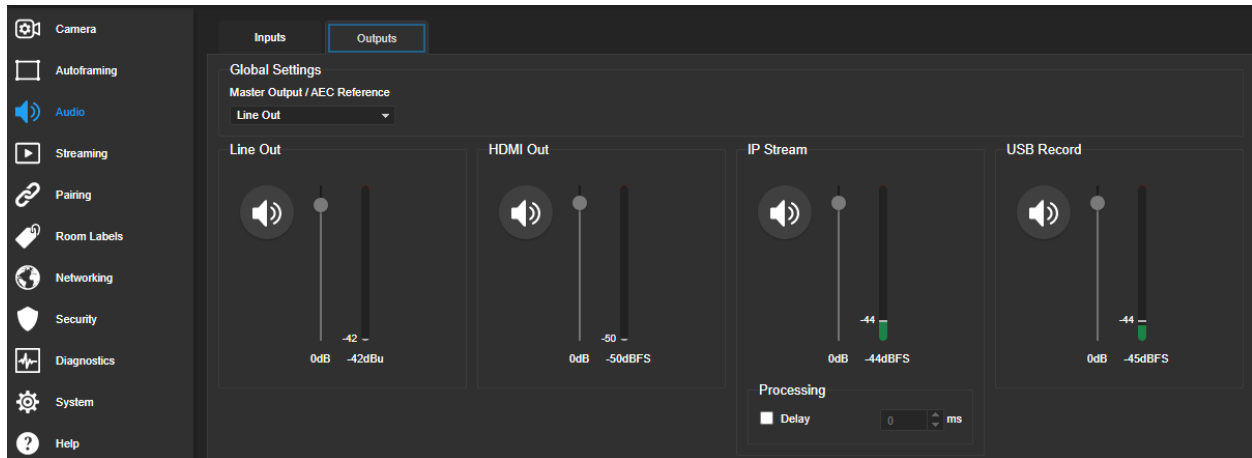 Camera
Autoframing
Audio
Streaming
Pairing
Room Labels
Networking
Security
Diagnostics
System
Help
Inputs
Outputs
Global Settings
Master Output / AEC Reference
Line Out
Line Out
-42
0dB -42dBu
HDMI Out
-50
0dB -50dBFS
IP Stream
-44
0dB -44dBFS
Processing
Delay 0 ms
USB Record
-44
0dB -45dBFS